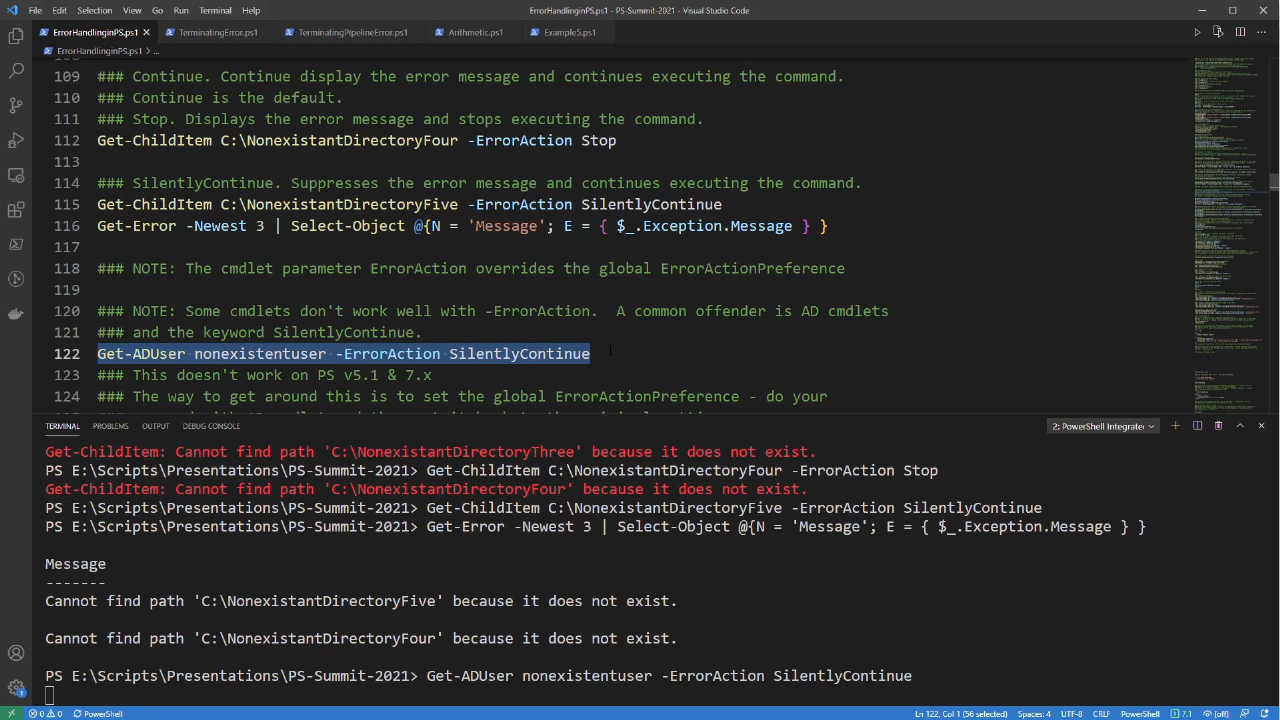 File Edit Selection View Go Run Terminal Help
ErrorHandlinginPS.ps1 - PS-Summit-2021 - Visual Studio Code
ErrorHandlinginPS.ps1 TerminatingError.ps1 TerminatingPipelineError.ps1 Arithmetic.ps1 Example5.ps1
ErrorHandlinginPS.ps1 > ...
109 ### Continue. Continue display the error message and continues executing the command.
110 ### Continue is the default.
111 ### Stop. Displays the error message and stops executing the command.
112 Get-ChildItem C:\NonexistantDirectoryFour -ErrorAction Stop
113
114 ### SilentlyContinue. Suppresses the error message and continues executing the command.
115 Get-ChildItem C:\NonexistantDirectoryFive -ErrorAction SilentlyContinue
116 Get-Error -Newest 3 | Select-Object @{N = 'Message'; E = { $_.Exception.Message } }
117
118 ### NOTE: The cmdlet parameter ErrorAction overrides the global ErrorActionPreference
119
120 ### NOTE: Some cmdlets don't work well with -ErrorAction.  A common offender is AD cmdlets
121 ### and the keyword SilentlyContinue.
122 Get-ADUser nonexistentuser -ErrorAction SilentlyContinue
123 ### This doesn't work on PS v5.1 & 7.x
124 ### The way to get around this is to set the global ErrorActionPreference - do your
TERMINAL PROBLEMS OUTPUT DEBUG CONSOLE
2: PowerShell Integrate
Get-ChildItem: Cannot find path 'C:\NonexistantDirectoryThree' because it does not exist.
PS E:\Scripts\Presentations\PS-Summit-2021> Get-ChildItem C:\NonexistantDirectoryFour -ErrorAction Stop
Get-ChildItem: Cannot find path 'C:\NonexistantDirectoryFour' because it does not exist.
PS E:\Scripts\Presentations\PS-Summit-2021> Get-ChildItem C:\NonexistantDirectoryFive -ErrorAction SilentlyContinue
PS E:\Scripts\Presentations\PS-Summit-2021> Get-Error -Newest 3 | Select-Object @{N = 'Message'; E = { $_.Exception.Message } }
Message
-------
Cannot find path 'C:\NonexistantDirectoryFive' because it does not exist.
Cannot find path 'C:\NonexistantDirectoryFour' because it does not exist.
PS E:\Scripts\Presentations\PS-Summit-2021> Get-ADUser nonexistentuser -ErrorAction SilentlyContinue
0 0 PowerShell Ln 122, Col 1 (56 selected) Spaces: 4 UTF-8 CRLF PowerShell 7.1 [off]